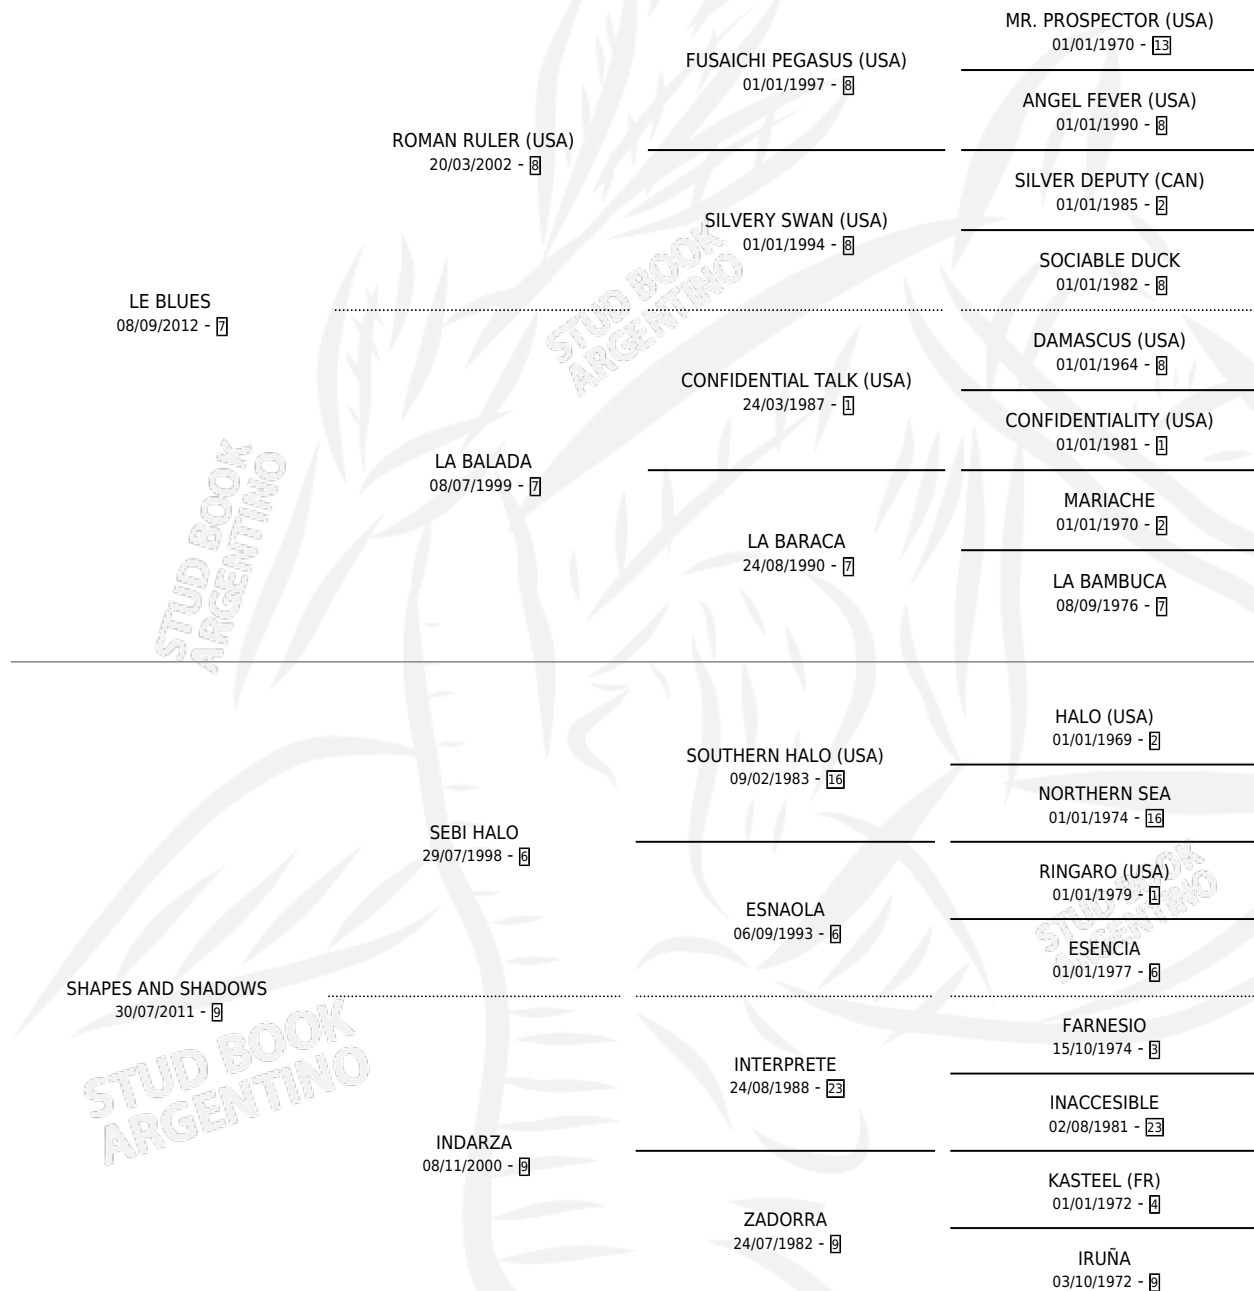 MR. PROSPECTOR (USA)
01/01/1970 - 13
FUSAICHI PEGASUS (USA)
01/01/1997 - 8
ANGEL FEVER (USA)
01/01/1990 - 8
ROMAN RULER (USA)
20/03/2002 - 8
SILVER DEPUTY (CAN)
01/01/1985 - 2
SILVERY SWAN (USA)
01/01/1994 - 8
SOCIABLE DUCK
01/01/1982 - 8
LE BLUES
08/09/2012 - 7
DAMASCUS (USA)
01/01/1964 - 8
CONFIDENTIAL TALK (USA)
24/03/1987 - 1
CONFIDENTIALITY (USA)
01/01/1981 - 1
LA BALADA
08/07/1999 - 7
MARIACHE
01/01/1970 - 2
LA BARACA
24/08/1990 - 7
LA BAMBUCA
08/09/1976 - 7
HALO (USA)
01/01/1969 - 2
SOUTHERN HALO (USA)
09/02/1983 - 16
NORTHERN SEA
01/01/1974 - 16
SEBI HALO
29/07/1998 - 6
RINGARO (USA)
01/01/1979 - 1
ESNAOLA
06/09/1993 - 6
ESENCIA
01/01/1977 - 6
SHAPES AND SHADOWS
30/07/2011 - 9
FARNESIO
15/10/1974 - 3
INTERPRETE
24/08/1988 - 23
INACCESIBLE
02/08/1981 - 23
INDARZA
08/11/2000 - 9
KASTEEL (FR)
01/01/1972 - 4
ZADORRA
24/07/1982 - 9
IRUÑA
03/10/1972 - 9
STUD BOOK
ARGENTINO
STUD BOOK
ARGENTINO
STUD BOOK
ARGENTINO
STUD BOOK
ARGENTINO